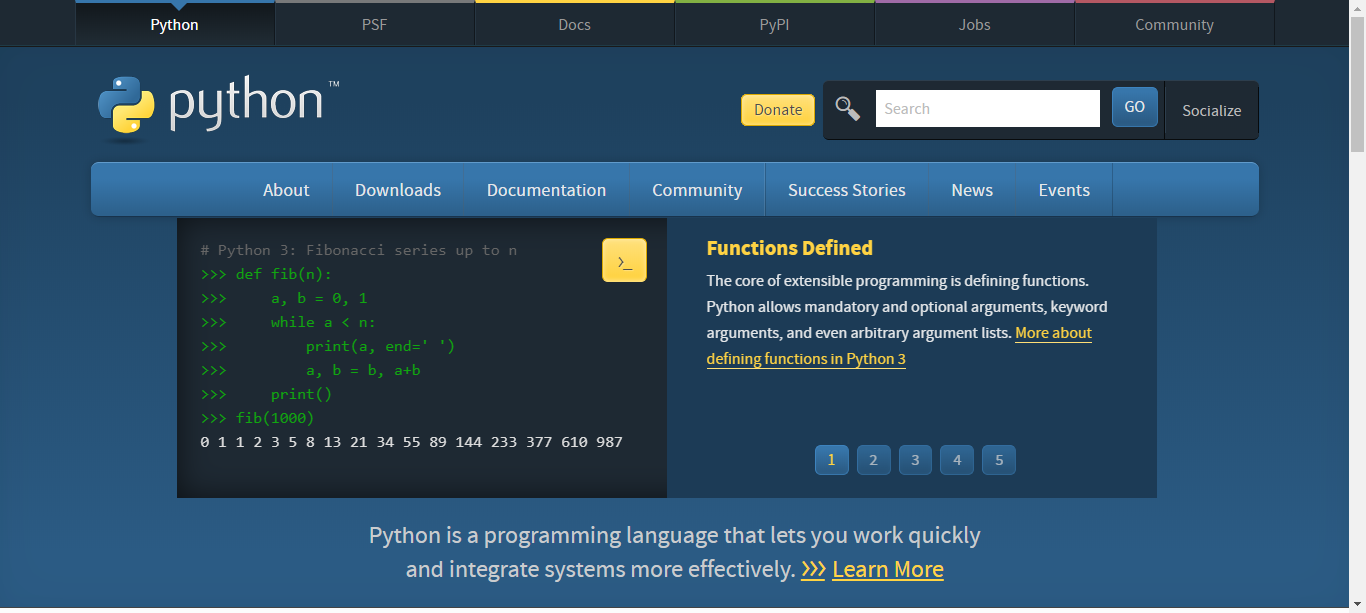 Python PSF Docs PyPI Jobs Community
python™
Donate Search GO Socialize
About Downloads Documentation Community Success Stories News Events
# Python 3: Fibonacci series up to n
>>> def fib(n):
>>>     a, b = 0, 1
>>>     while a < n:
>>>         print(a, end=' ')
>>>         a, b = b, a+b
>>>     print()
>>> fib(1000)
0 1 1 2 3 5 8 13 21 34 55 89 144 233 377 610 987
>_
Functions Defined
The core of extensible programming is defining functions.
Python allows mandatory and optional arguments, keyword
arguments, and even arbitrary argument lists. More about
defining functions in Python 3
1 2 3 4 5
Python is a programming language that lets you work quickly
and integrate systems more effectively. >>> Learn More